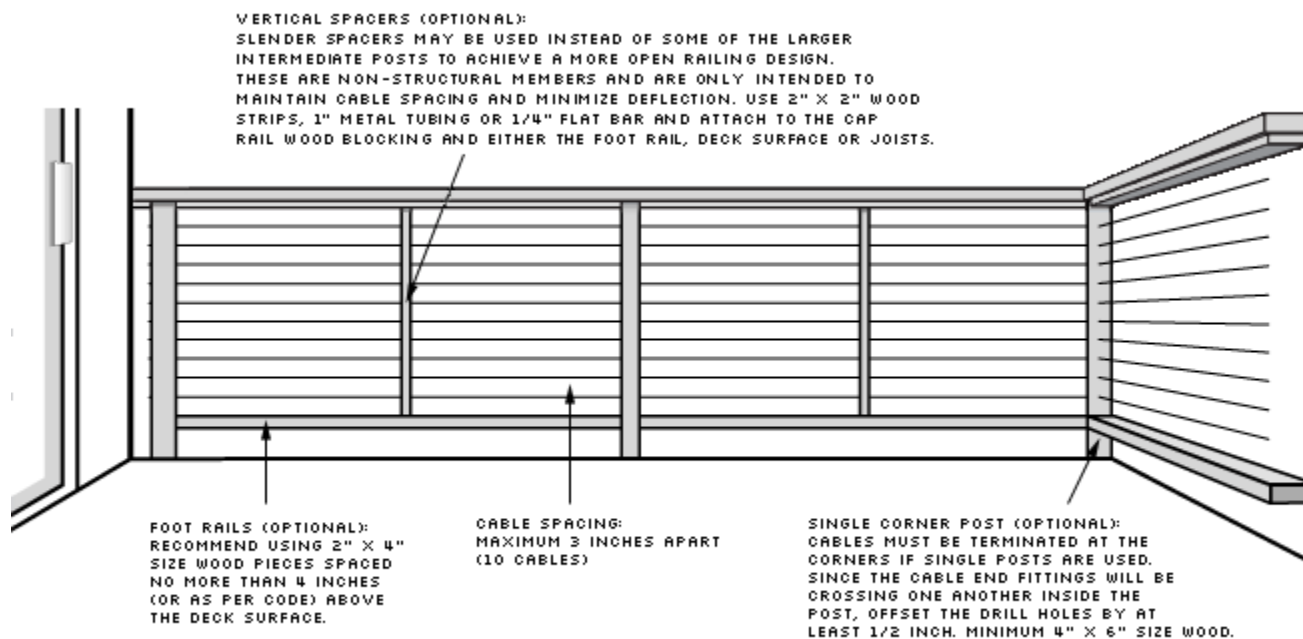 VERTICAL SPACERS (OPTIONAL):
SLENDER SPACERS MAY BE USED INSTEAD OF SOME OF THE LARGER
INTERMEDIATE POSTS TO ACHIEVE A MORE OPEN RAILING DESIGN.
THESE ARE NON-STRUCTURAL MEMBERS AND ARE ONLY INTENDED TO
MAINTAIN CABLE SPACING AND MINIMIZE DEFLECTION. USE 2" X 2" WOOD
STRIPS, 1" METAL TUBING OR 1/4" FLAT BAR AND ATTACH TO THE CAP
RAIL WOOD BLOCKING AND EITHER THE FOOT RAIL, DECK SURFACE OR JOISTS.
FOOT RAILS (OPTIONAL):
RECOMMEND USING 2" X 4"
SIZE WOOD PIECES SPACED
NO MORE THAN 4 INCHES
(OR AS PER CODE) ABOVE
THE DECK SURFACE.
CABLE SPACING:
MAXIMUM 3 INCHES APART
(10 CABLES)
SINGLE CORNER POST (OPTIONAL):
CABLES MUST BE TERMINATED AT THE
CORNERS IF SINGLE POSTS ARE USED.
SINCE THE CABLE END FITTINGS WILL BE
CROSSING ONE ANOTHER INSIDE THE
POST, OFFSET THE DRILL HOLES BY AT
LEAST 1/2 INCH. MINIMUM 4" X 6" SIZE WOOD.